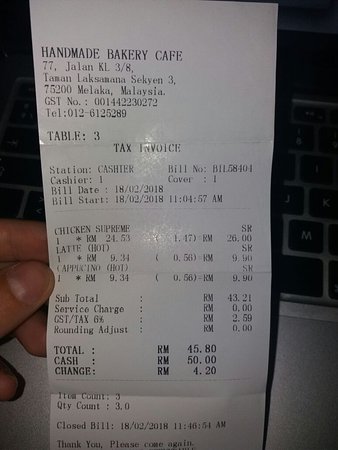 HANDMADE BAKERY CAFE
77, Jalan KL 3/8,
Taman Laksamana Sekyen 3,
75200 Melaka, Malaysia.
GST No.: 001442230272
Tel:012-6125289
TABLE: 3
TAX INVOICE
Station: CASHIER Bill No: BIL58404
Cashier: 1 Cover : 1
Bill Date : 18/02/2018
Bill Start: 18/02/2018 11:04:57 AM
CHICKEN SUPREME SR
1 * RM 24.53 ( 1.47)= RM 26.00
LATTE (HOT) SR
1 * RM 9.34 ( 0.56)= RM 9.90
CAPPUCINO (HOT) SR
1 * RM 9.34 ( 0.56)= RM 9.90
Sub Total : RM 43.21
Service Charge : RM 0.00
GST/TAX 6% : RM 2.59
Rounding Adjust : RM 0.00
TOTAL : RM 45.80
CASH : RM 50.00
CHANGE: RM 4.20
Item Count: 3
Qty Count : 3.0
Closed Bill: 18/02/2018 11:46:54 AM
Thank You, Please come again.